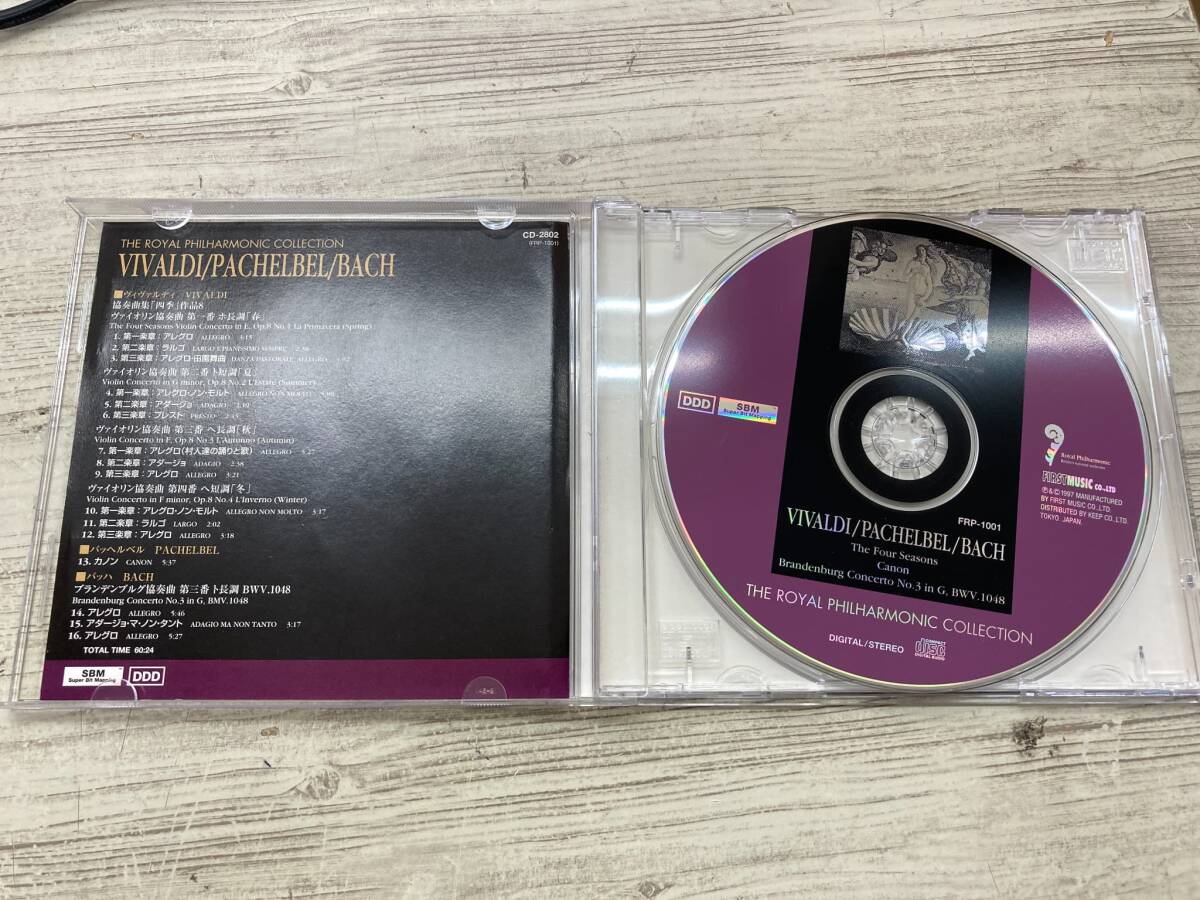 THE ROYAL PHILHARMONIC COLLECTION
CD-2802
(FRP-1001)
VIVALDI/PACHELBEL/BACH
■ヴィヴァルディ VIVALDI
協奏曲集「四季」作品8
ヴァイオリン協奏曲 第一番 ホ長調「春」
The Four Seasons Violin Concerto in E, Op.8 No.1 La Primavera (Spring)
1. 第一楽章：アレグロ ALLEGRO 3:15
2. 第二楽章：ラルゴ LARGO E PIANISSIMO SEMPRE 2:38
3. 第三楽章：アレグロ・田園舞曲 DANZA PASTORALE ALLEGRO
ヴァイオリン協奏曲 第二番 ト短調「夏」
Violin Concerto in G minor, Op.8 No.2 L'Estate (Summer)
4. 第一楽章：アレグロ・ノン・モルト ALLEGRO NON MOLTO
5. 第二楽章：アダージョ ADAGIO 2:19
6. 第三楽章：プレスト PRESTO 2:43
ヴァイオリン協奏曲 第三番 ヘ長調「秋」
Violin Concerto in F, Op.8 No.3 L'Autunno (Autumn)
7. 第一楽章：アレグロ(村人達の踊りと歌) ALLEGRO 5:27
8. 第二楽章：アダージョ ADAGIO 2:38
9. 第三楽章：アレグロ ALLEGRO 3:21
ヴァイオリン協奏曲 第四番 ヘ短調「冬」
Violin Concerto in F minor, Op.8 No.4 L'Inverno (Winter)
10. 第一楽章：アレグロ・ノン・モルト ALLEGRO NON MOLTO 3:17
11. 第二楽章：ラルゴ LARGO 2:02
12. 第三楽章：アレグロ ALLEGRO 3:18
■パッヘルベル PACHELBEL
13. カノン CANON 5:37
■バッハ BACH
ブランデンブルグ協奏曲 第三番 ト長調 BWV.1048
Brandenburg Concerto No.3 in G, BMV.1048
14. アレグロ ALLEGRO 5:46
15. アダージョ・マ・ノン・タント ADAGIO MA NON TANTO 3:17
16. アレグロ ALLEGRO 5:27
TOTAL TIME 60:24
SBM
Super Bit Mapping
DDD
DDD
SBM
Super Bit Mapping
Royal Philharmonic
FIRST MUSIC CO.,LTD
℗&© 1997 MANUFACTURED
BY FIRST MUSIC CO.,LTD.
DISTRIBUTED BY KEEP CO.,LTD.
TOKYO. JAPAN.
FRP-1001
VIVALDI/PACHELBEL/BACH
The Four Seasons
Canon
Brandenburg Concerto No.3 in G, BWV.1048
THE ROYAL PHILHARMONIC COLLECTION
DIGITAL/STEREO
COMPACT
disc
DIGITAL AUDIO